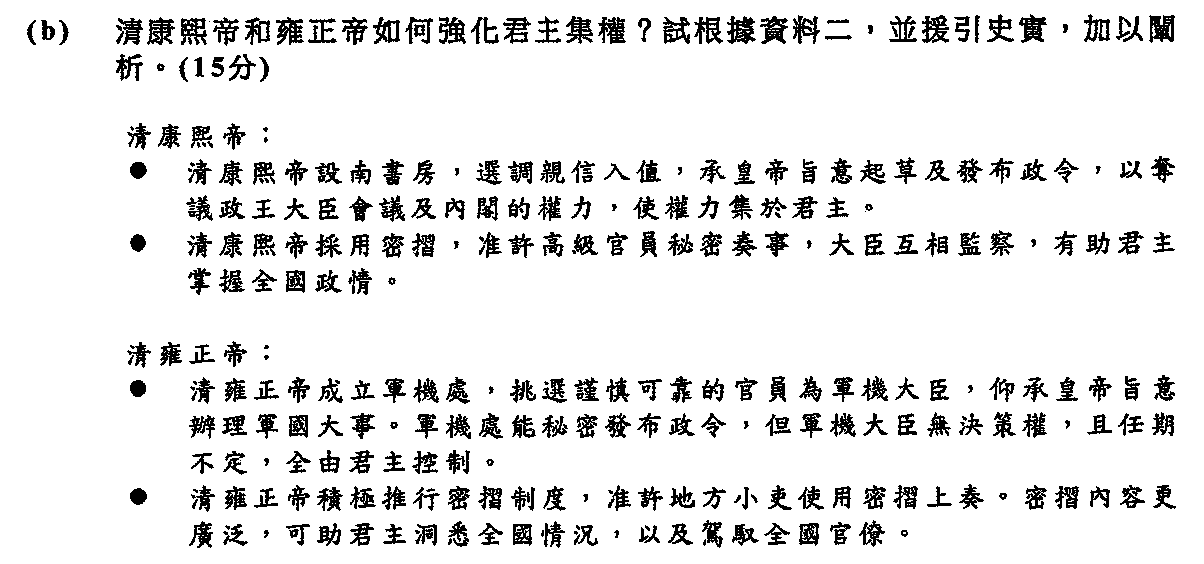 (b) 清康熙帝和雍正帝如何強化君主集權？試根據資料二，並援引史實，加以闡
析。(15分)
清康熙帝：
● 清康熙帝設南書房，選調親信入值，承皇帝旨意起草及發布政令，以奪
議政王大臣會議及內閣的權力，使權力集於君主。
● 清康熙帝採用密摺，准許高級官員秘密奏事，大臣互相監察，有助君主
掌握全國政情。
清雍正帝：
● 清雍正帝成立軍機處，挑選謹慎可靠的官員為軍機大臣，仰承皇帝旨意
辦理軍國大事。軍機處能秘密發布政令，但軍機大臣無決策權，且任期
不定，全由君主控制。
● 清雍正帝積極推行密摺制度，准許地方小吏使用密摺上奏。密摺內容更
廣泛，可助君主洞悉全國情況，以及駕馭全國官僚。